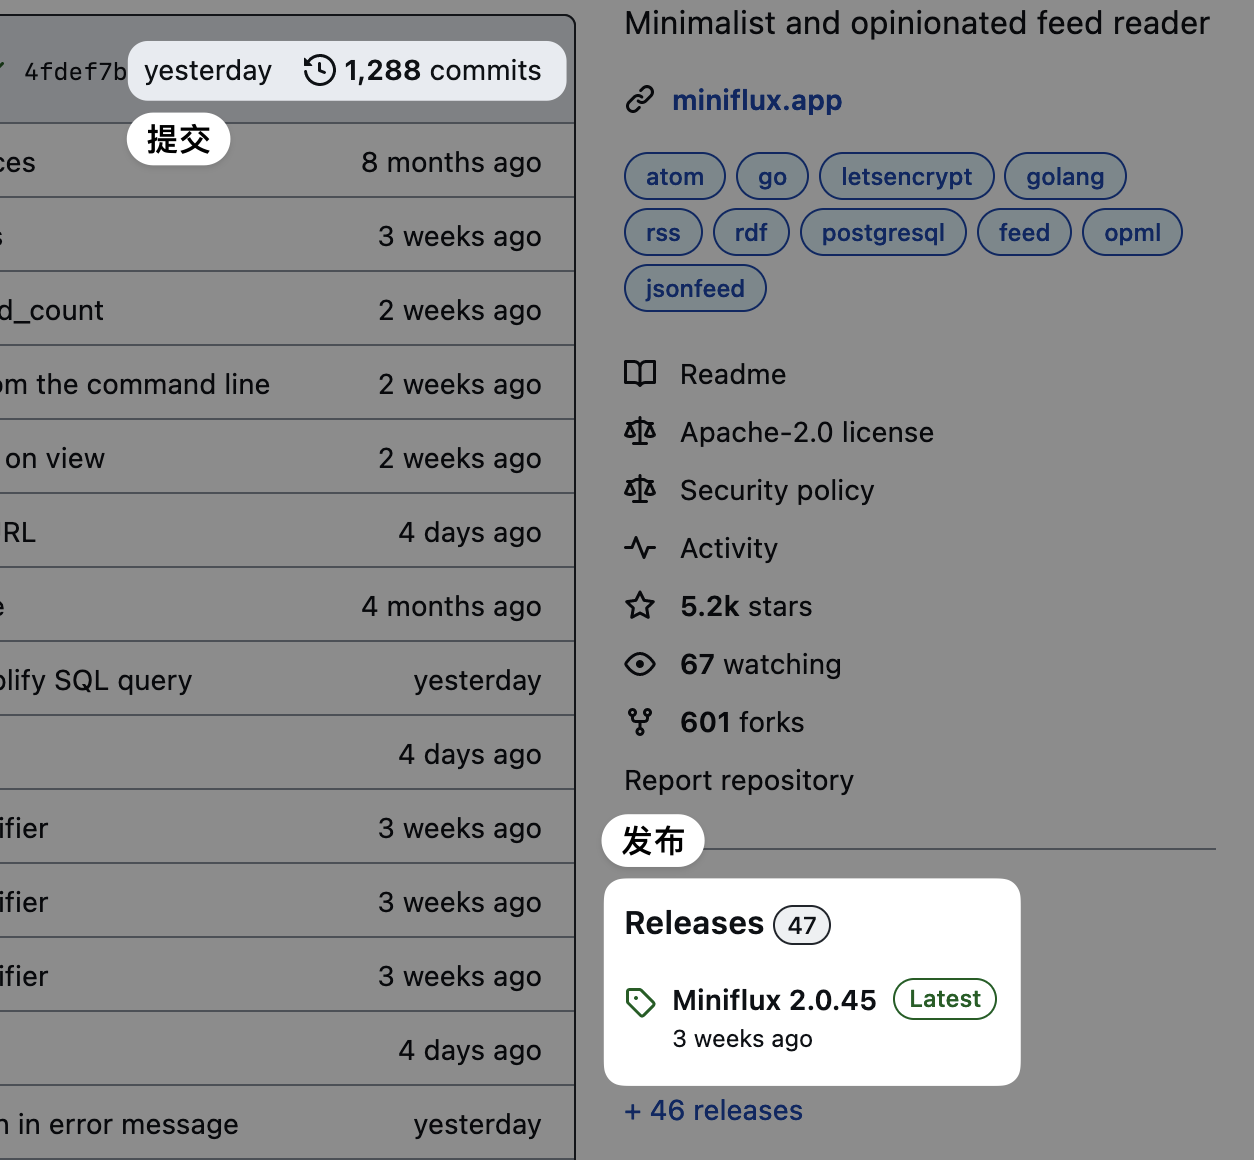 4fdef7b yesterday 1,288 commits
提交
ces 8 months ago
s 3 weeks ago
d_count 2 weeks ago
om the command line 2 weeks ago
on view 2 weeks ago
URL 4 days ago
e 4 months ago
plify SQL query yesterday
4 days ago
ifier 3 weeks ago
ifier 3 weeks ago
ifier 3 weeks ago
4 days ago
n in error message yesterday
Minimalist and opinionated feed reader
miniflux.app
atom go letsencrypt golang
rss rdf postgresql feed opml
jsonfeed
Readme
Apache-2.0 license
Security policy
Activity
5.2k stars
67 watching
601 forks
Report repository
发布
Releases 47
Miniflux 2.0.45 Latest
3 weeks ago
+ 46 releases